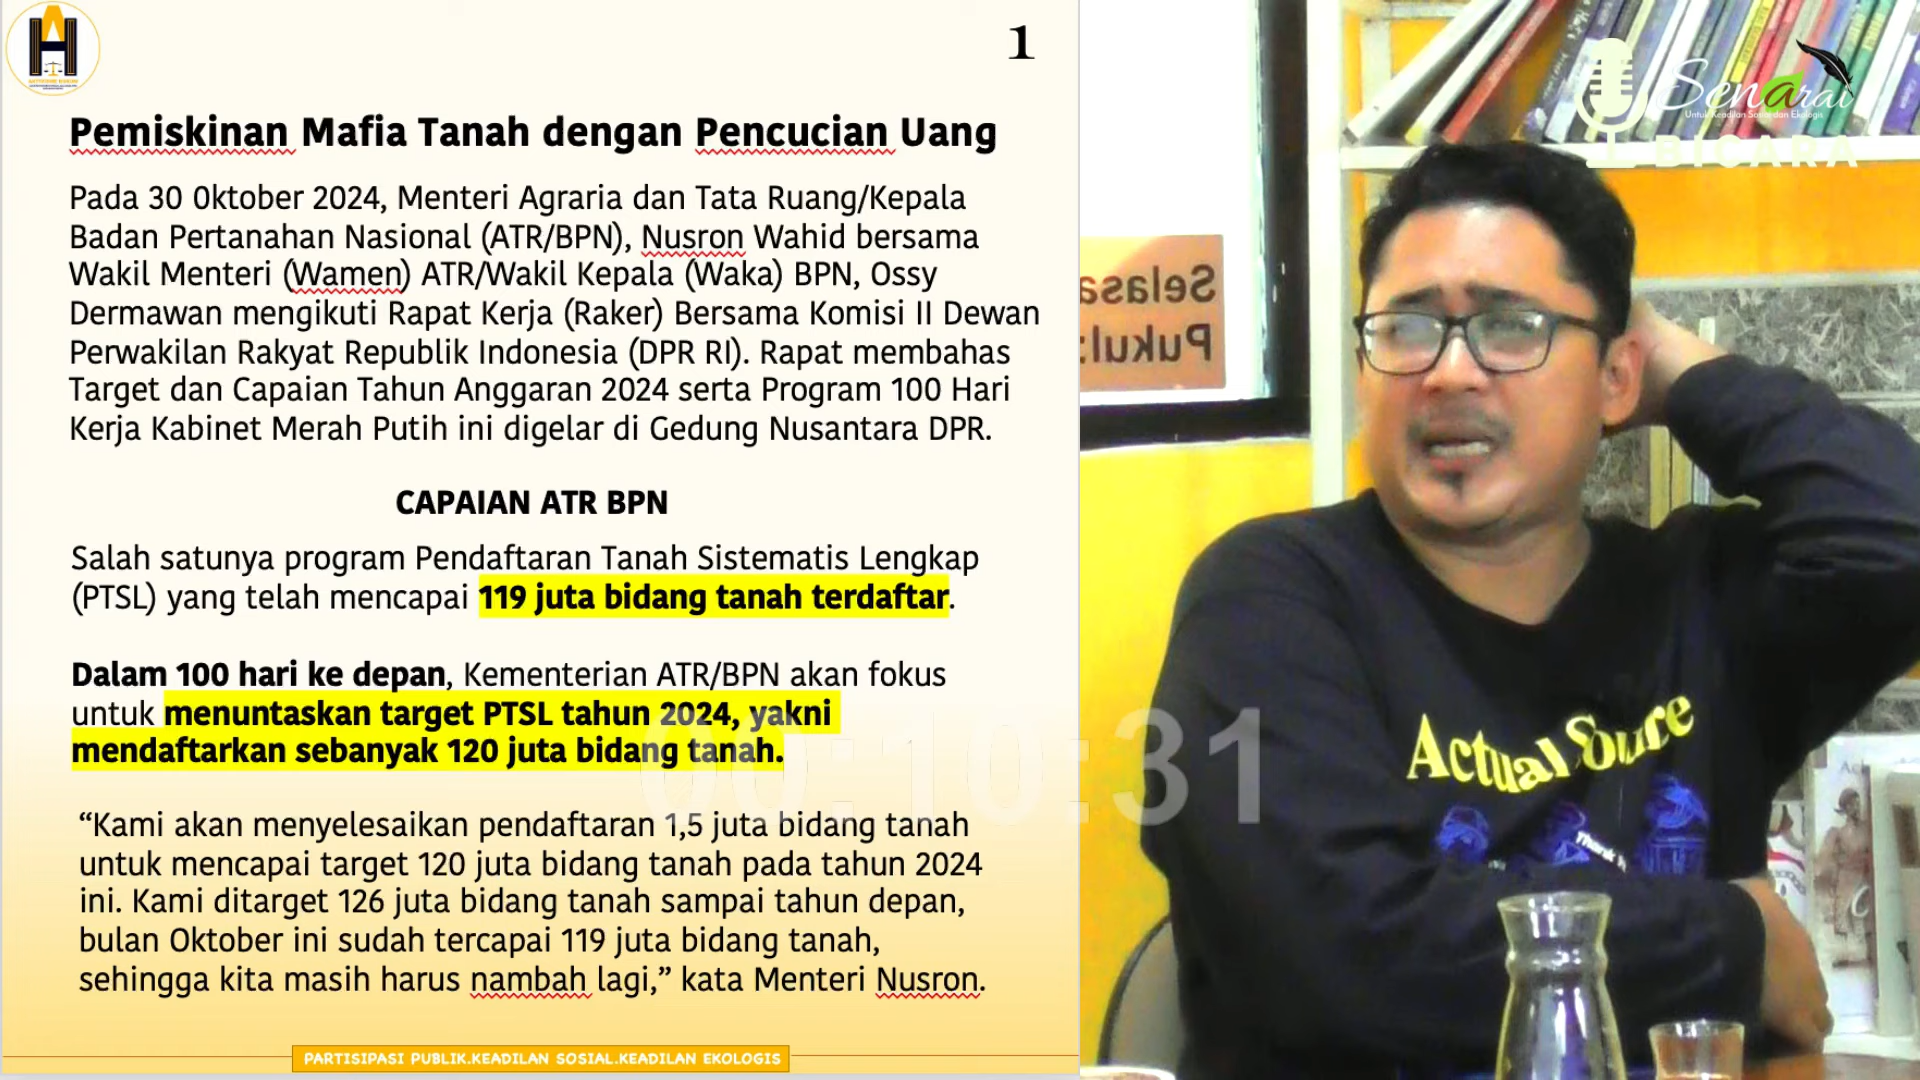 1
Pemiskinan Mafia Tanah dengan Pencucian Uang
Pada 30 Oktober 2024, Menteri Agraria dan Tata Ruang/Kepala
Badan Pertanahan Nasional (ATR/BPN), Nusron Wahid bersama
Wakil Menteri (Wamen) ATR/Wakil Kepala (Waka) BPN, Ossy
Dermawan mengikuti Rapat Kerja (Raker) Bersama Komisi II Dewan
Perwakilan Rakyat Republik Indonesia (DPR RI). Rapat membahas
Target dan Capaian Tahun Anggaran 2024 serta Program 100 Hari
Kerja Kabinet Merah Putih ini digelar di Gedung Nusantara DPR.
CAPAIAN ATR BPN
Salah satunya program Pendaftaran Tanah Sistematis Lengkap
(PTSL) yang telah mencapai 119 juta bidang tanah terdaftar.
Dalam 100 hari ke depan, Kementerian ATR/BPN akan fokus
untuk menuntaskan target PTSL tahun 2024, yakni
mendaftarkan sebanyak 120 juta bidang tanah.
“Kami akan menyelesaikan pendaftaran 1,5 juta bidang tanah
untuk mencapai target 120 juta bidang tanah pada tahun 2024
ini. Kami ditarget 126 juta bidang tanah sampai tahun depan,
bulan Oktober ini sudah tercapai 119 juta bidang tanah,
sehingga kita masih harus nambah lagi,” kata Menteri Nusron.
PARTISIPASI PUBLIK.KEADILAN SOSIAL.KEADILAN EKOLOGIS
00:10:31
Senarai
Untuk Keadilan Sosial dan Ekologis
BICARA
Selasa
Pukul:
Actual Source
Thank